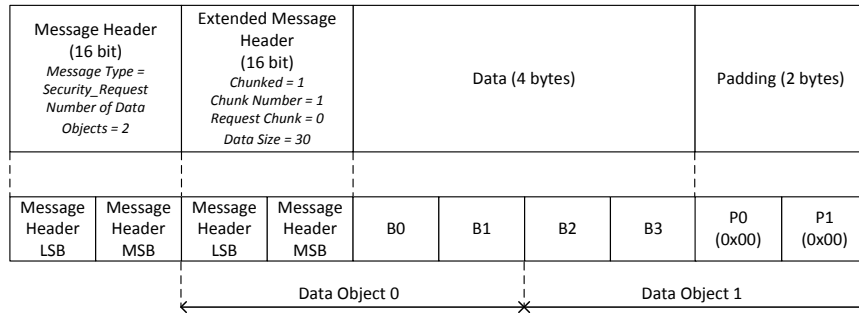 Message Header
(16 bit)
Message Type =
Security_Request
Number of Data
Objects = 2
Extended Message
Header
(16 bit)
Chunked = 1
Chunk Number = 1
Request Chunk = 0
Data Size = 30
Data (4 bytes)
Padding (2 bytes)
Message
Header
LSB
Message
Header
MSB
Message
Header
LSB
Message
Header
MSB
B0
B1
B2
B3
P0
(0x00)
P1
(0x00)
Data Object 0
Data Object 1